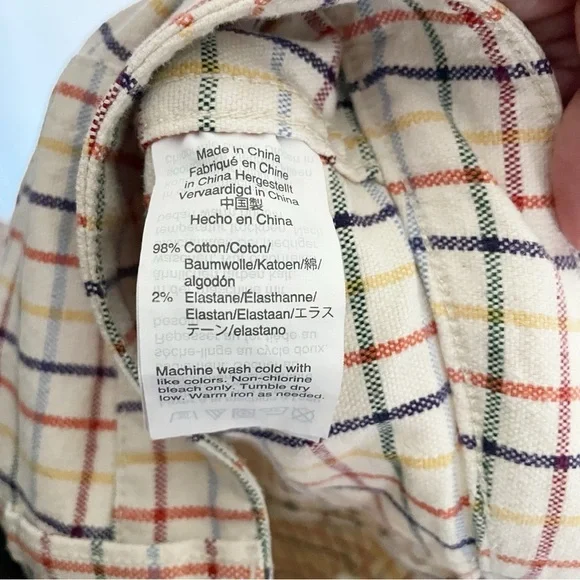 Made in China
Fabriqué en Chine
in China Hergestellt
Vervaardigd in China
中国製
Hecho en China
98% Cotton/Coton/
Baumwolle/Katoen/綿/
algodón
2% Elastane/Élasthanne/
Elastan/Elastaan/エラス
テーン/elastano
Machine wash cold with
like colors. Non-chlorine
bleach only. Tumble dry
low. Warm iron as needed.